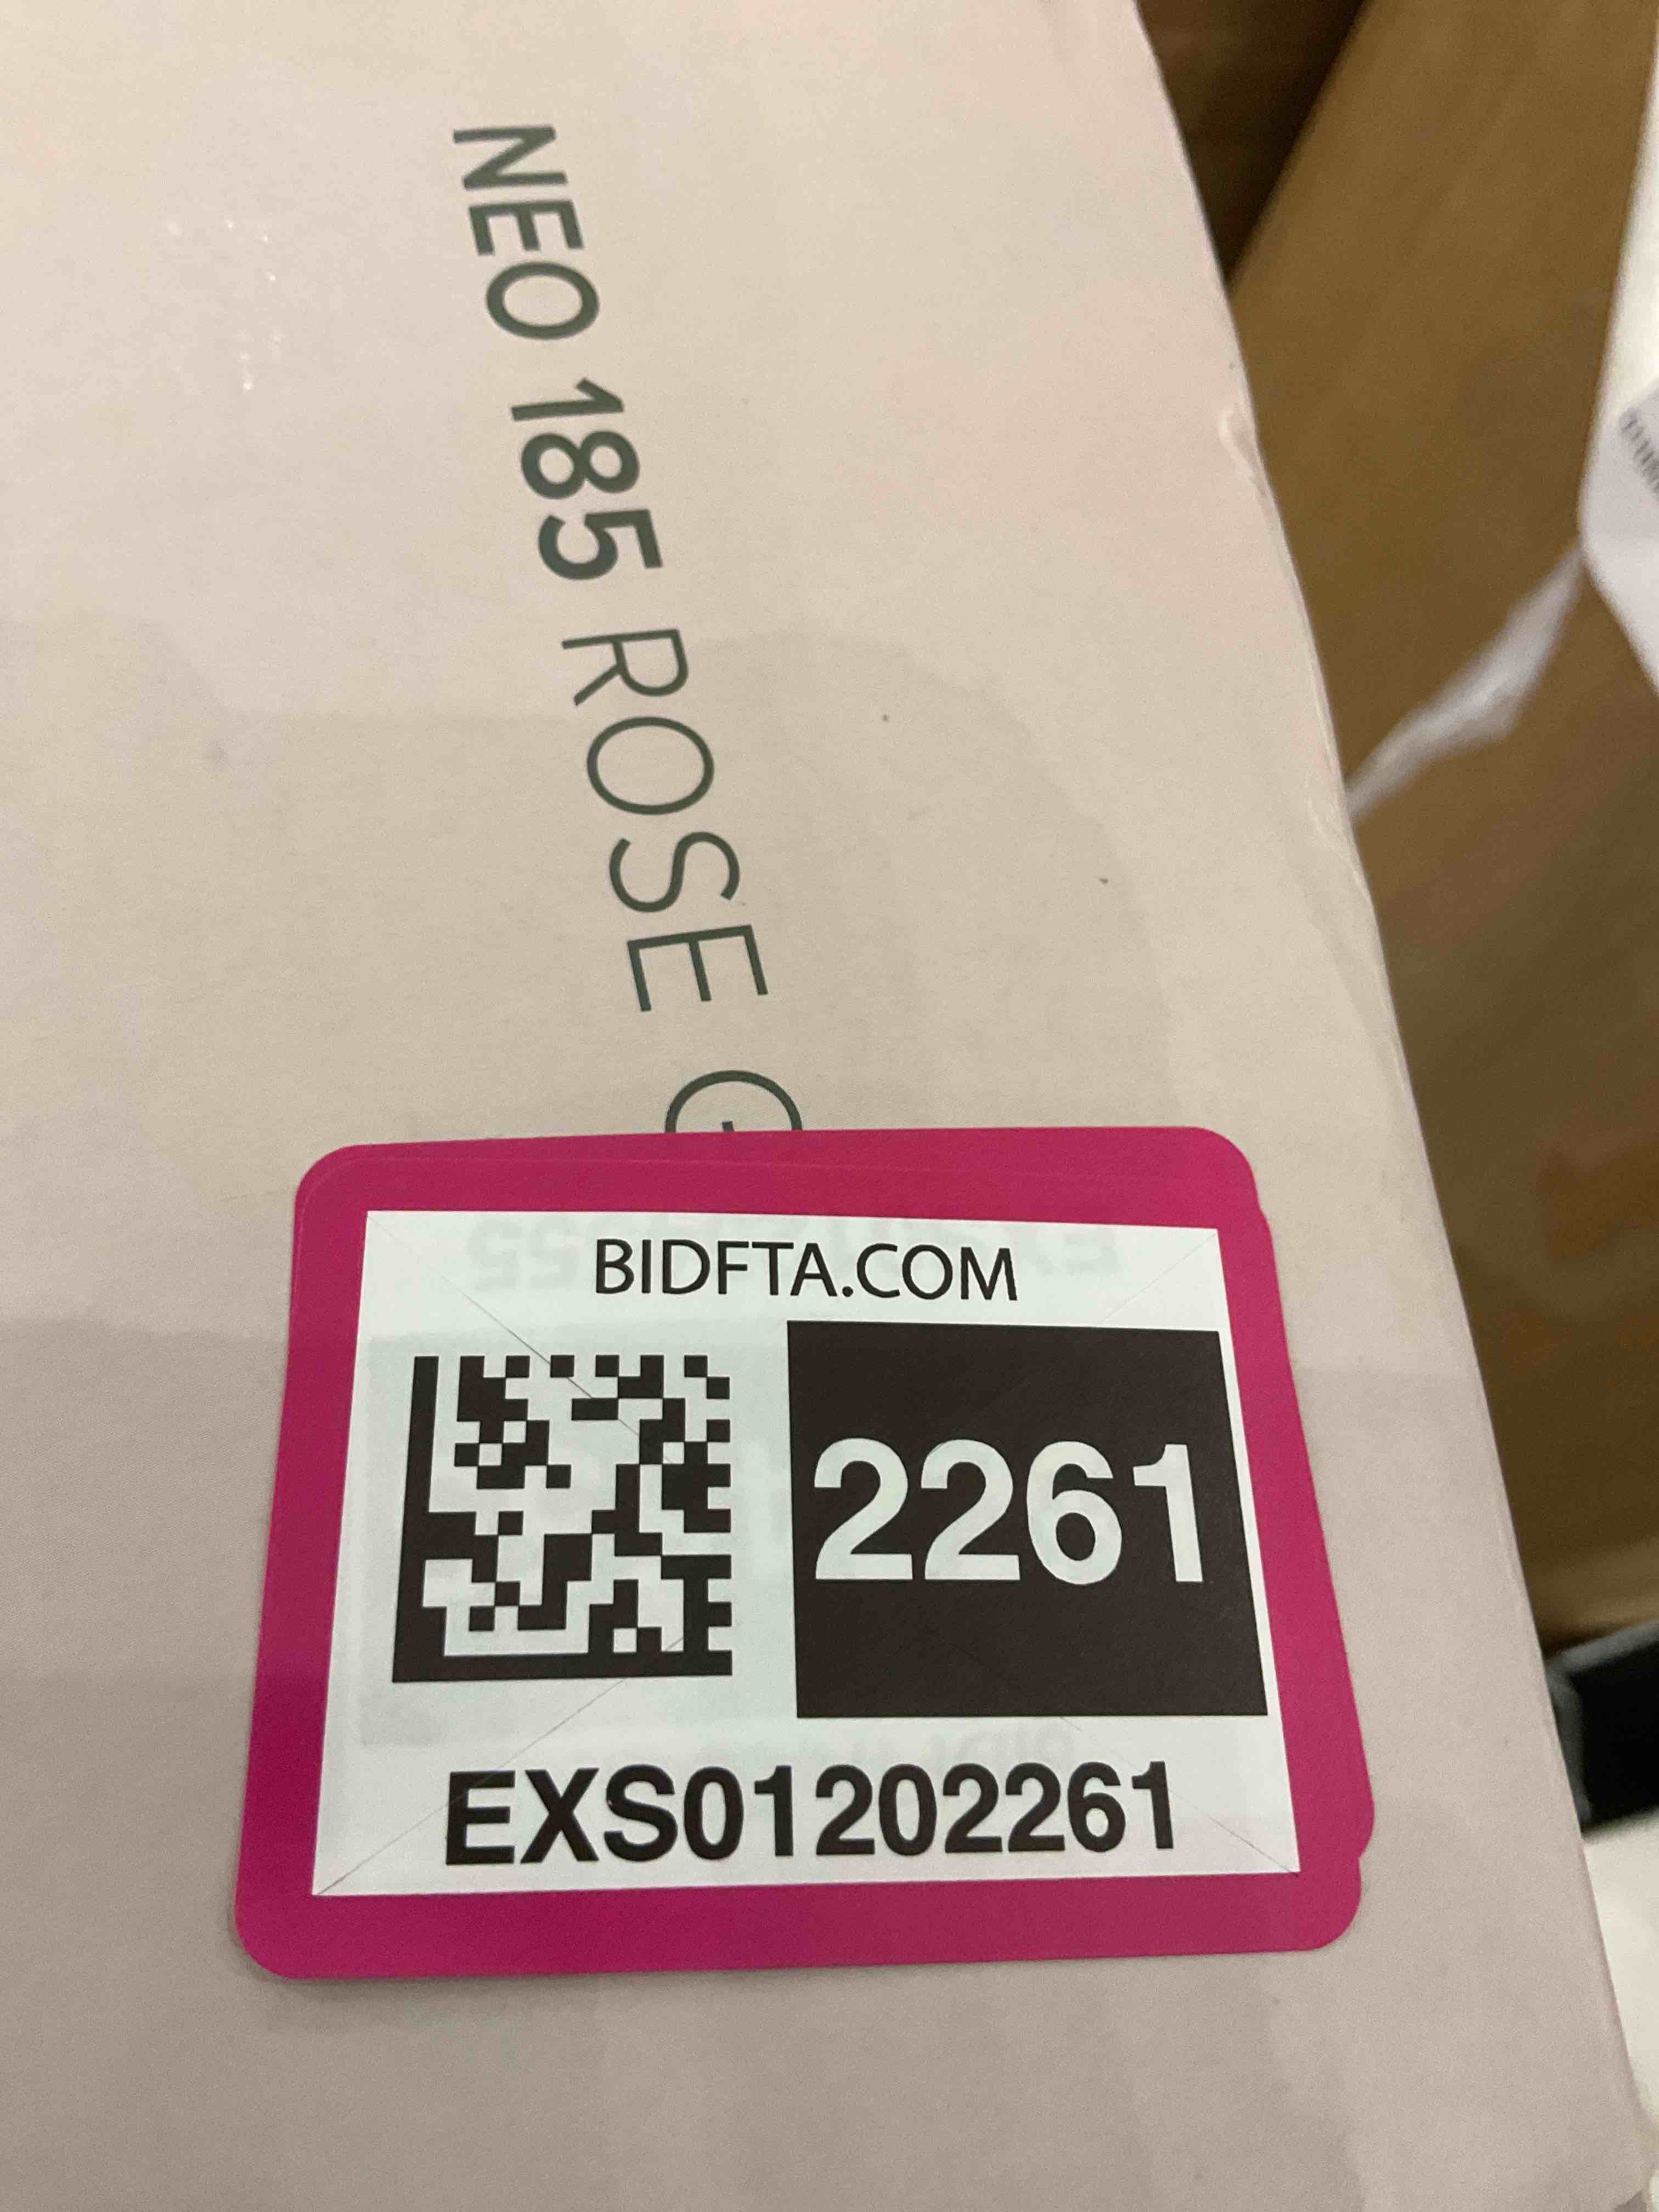 NEO 185 ROSE G
BIDFTA.COM
2261
EXS01202261